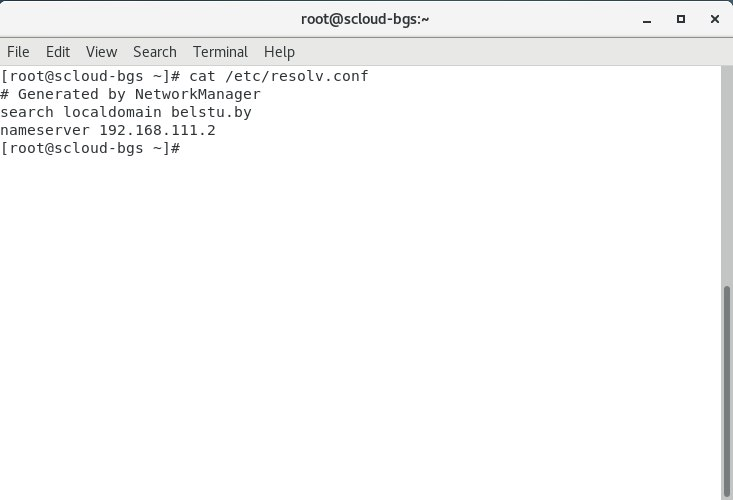 root@scloud-bgs:~
File Edit View Search Help
[root@scloud-bgs ~]# cat /etc/resolv.conf
# Generated by NetworkManager
search localdomain belstu.by
nameserver 192.168.111.2
[root@scloud-bgs ~]#